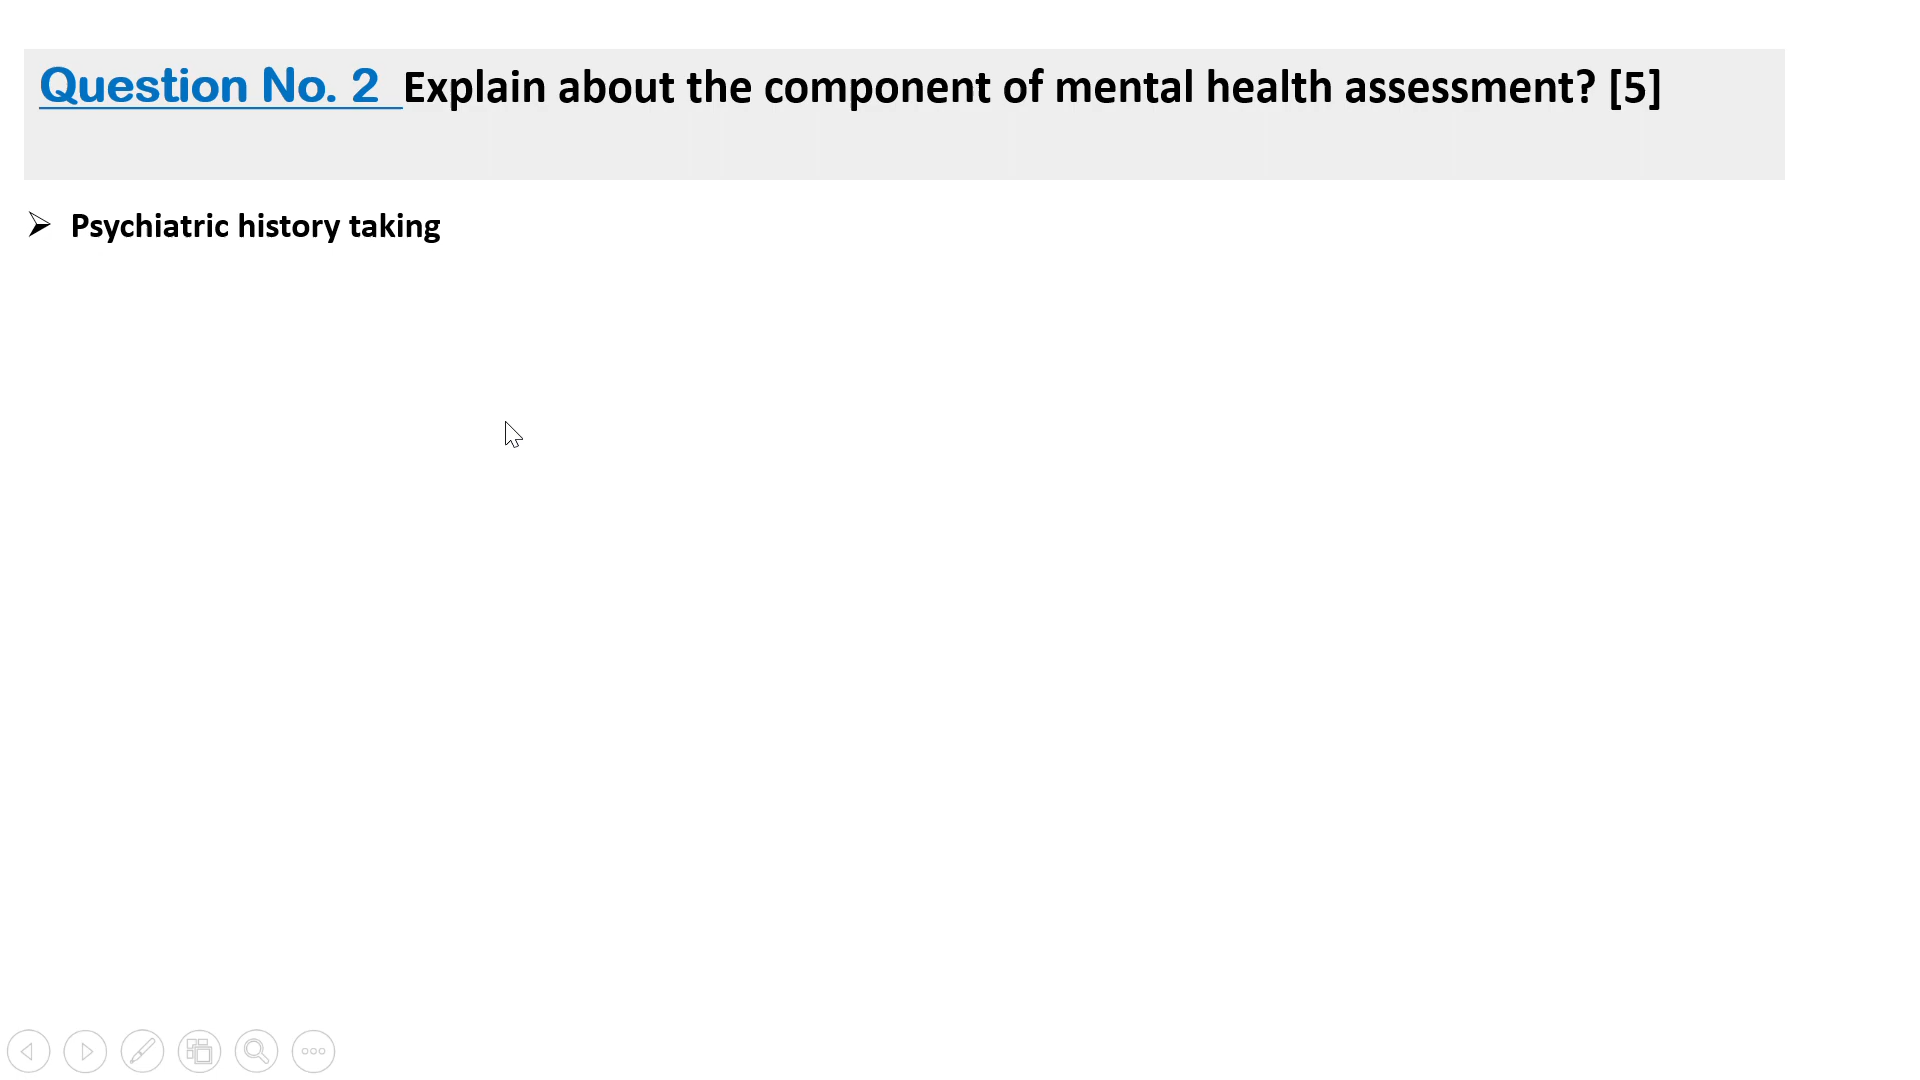 Question No. 2 Explain about the component of mental health assessment? [5]
➢ Psychiatric history taking